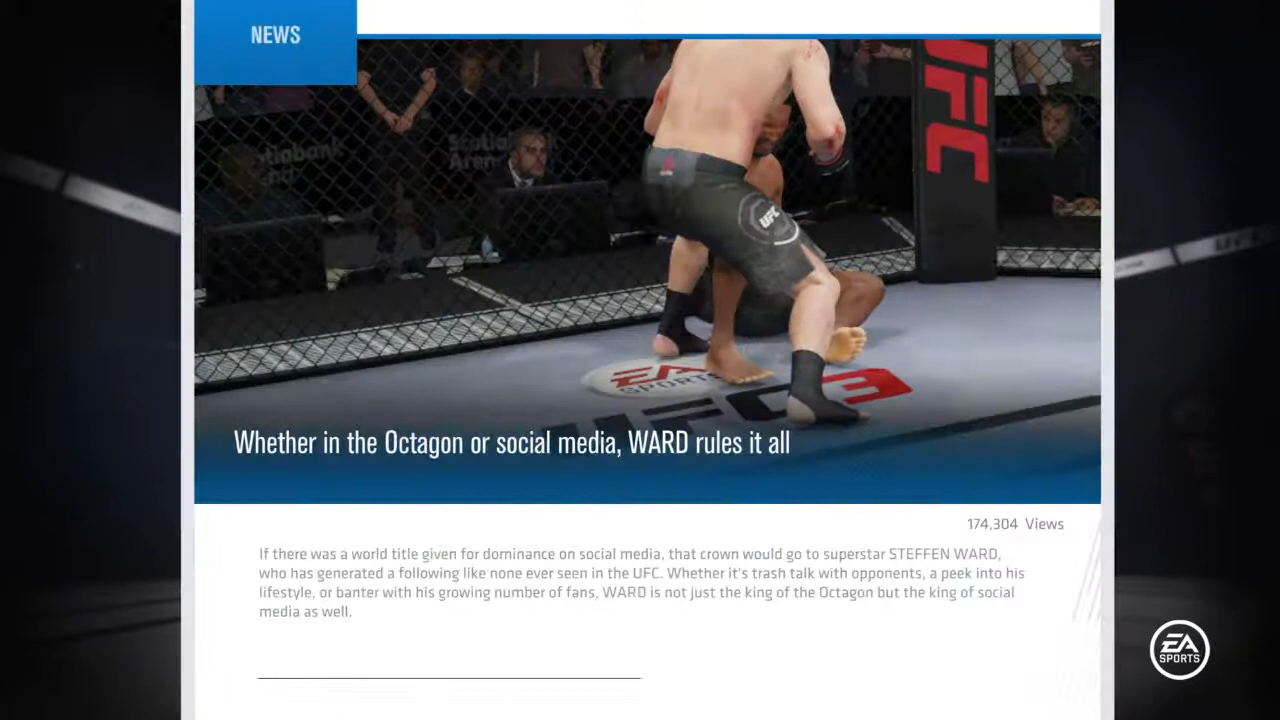 NEWS
Scotiabank
Arena
UFC
UFC
EA
SPORTS
UFC 3
Whether in the Octagon or social media, WARD rules it all
174,304 Views
If there was a world title given for dominance on social media, that crown would go to superstar STEFFEN WARD,
who has generated a following like none ever seen in the UFC. Whether it's trash talk with opponents, a peek into his
lifestyle, or banter with his growing number of fans, WARD is not just the king of the Octagon but the king of social
media as well.
EA
SPORTS